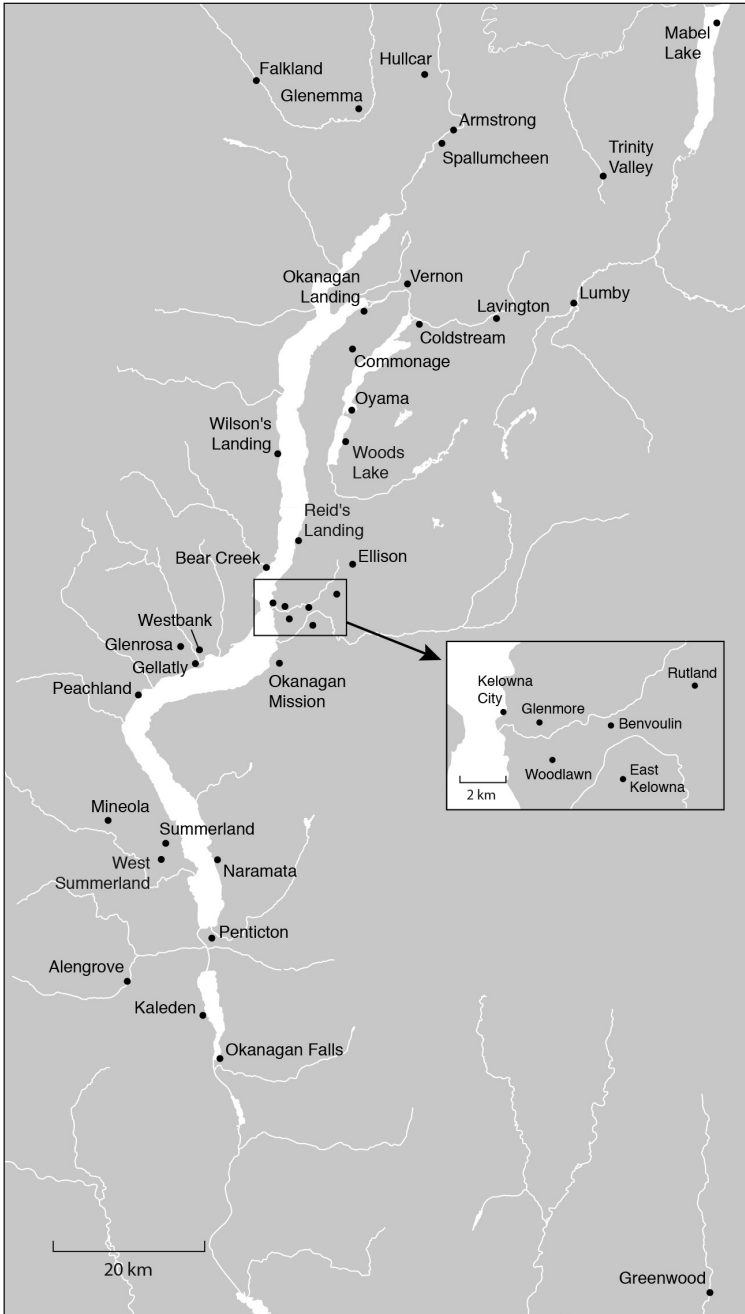 Mabel
Lake
Hullcar
Falkland
Glenemma
Armstrong
Spallumcheen
Trinity
Valley
Okanagan
Landing
Vernon
Lavington
Lumby
Coldstream
Commonage
Oyama
Wilson's
Landing
Woods
Lake
Reid's
Landing
Bear Creek
Ellison
Westbank
Glenrosa
Gellatly
Peachland
Okanagan
Mission
Kelowna
City
Glenmore
Rutland
Benvoulin
Woodlawn
East
Kelowna
2 km
Mineola
Summerland
West
Summerland
Naramata
Penticton
Alengrove
Kaleden
Okanagan Falls
20 km
Greenwood